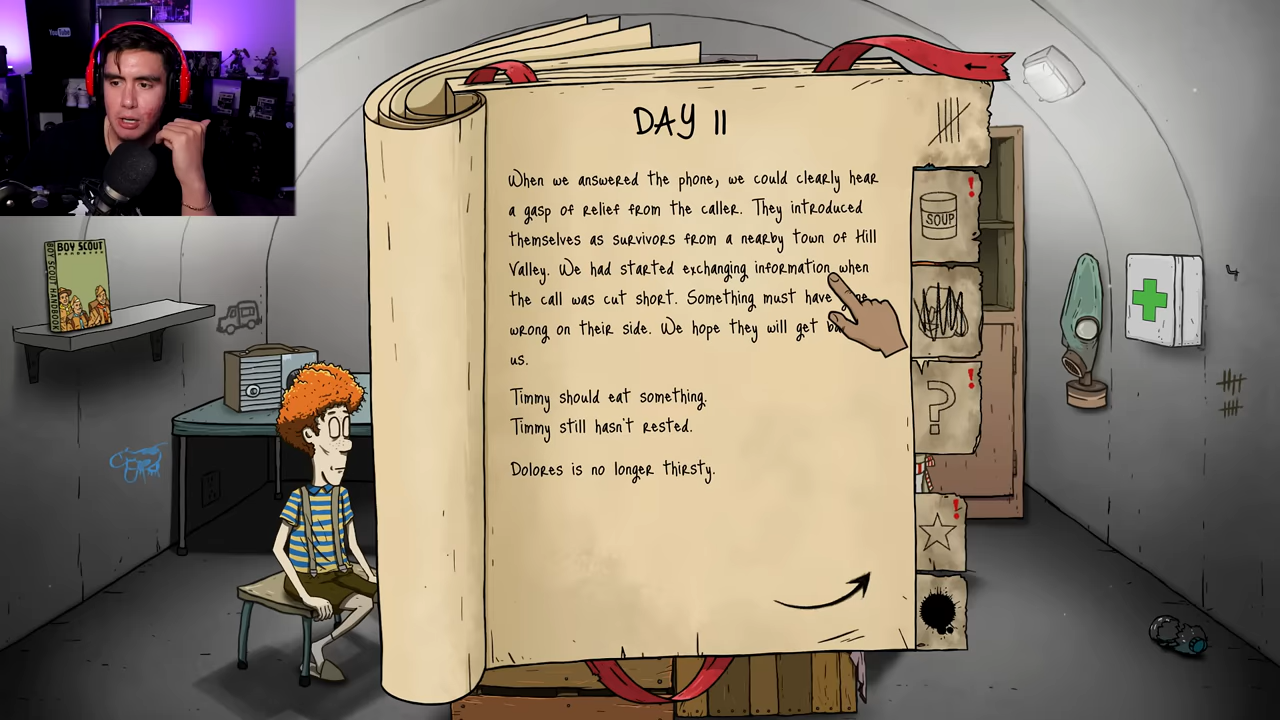 DAY 11
When we answered the phone, we could clearly hear
a gasp of relief from the caller. They introduced
themselves as survivors from a nearby town of Hill
Valley. We had started exchanging information when
the call was cut short. Something must have
wrong on their side. We hope they will get
us.
Timmy should eat something.
Timmy still hasn't rested.
Dolores is no longer thirsty.
SOUP
!
?
!
!
BOY SCOUT
BOY SCOUT HANDBOOK
YouTube